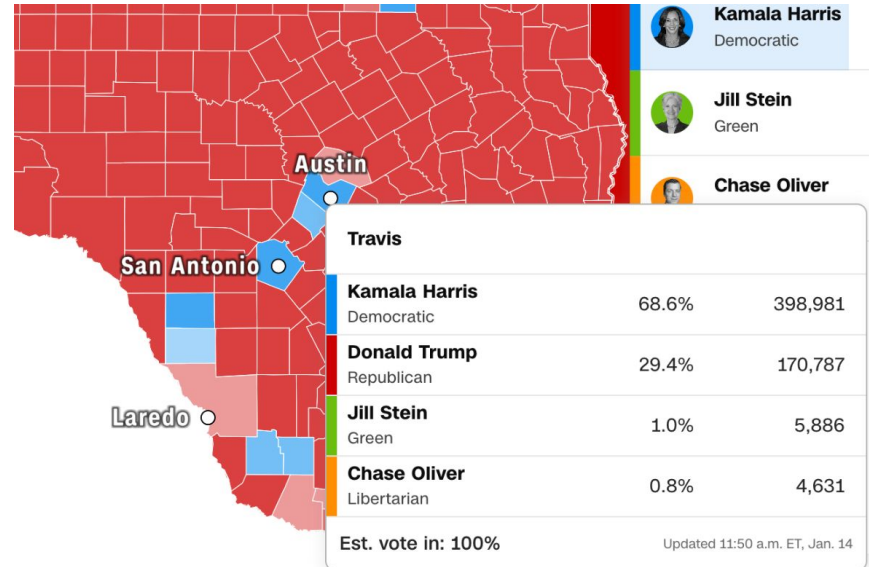 Kamala Harris
Democratic
Jill Stein
Green
Chase Oliver
Austin
San Antonio
Laredo
Travis
Kamala Harris 68.6% 398,981
Democratic
Donald Trump 29.4% 170,787
Republican
Jill Stein 1.0% 5,886
Green
Chase Oliver 0.8% 4,631
Libertarian
Est. vote in: 100% Updated 11:50 a.m. ET, Jan. 14